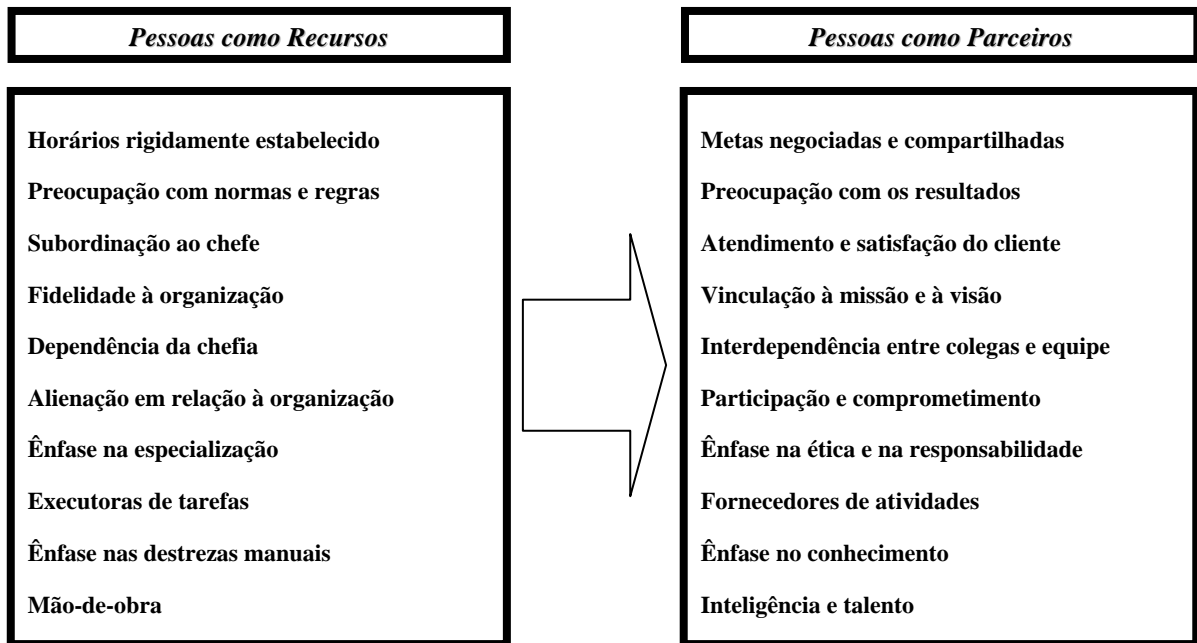 Pessoas como Recursos
Horários rigidamente estabelecido
Preocupação com normas e regras
Subordinação ao chefe
Fidelidade à organização
Dependência da chefia
Alienação em relação à organização
Ênfase na especialização
Executoras de tarefas
Ênfase nas destrezas manuais
Mão-de-obra
Pessoas como Parceiros
Metas negociadas e compartilhadas
Preocupação com os resultados
Atendimento e satisfação do cliente
Vinculação à missão e à visão
Interdependência entre colegas e equipe
Participação e comprometimento
Ênfase na ética e na responsabilidade
Fornecedores de atividades
Ênfase no conhecimento
Inteligência e talento